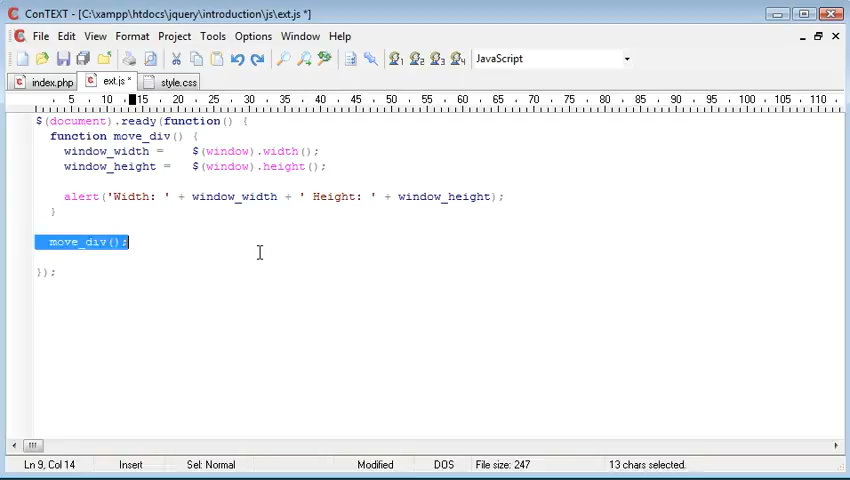 ConTEXT - [C:\xampp\htdocs\jquery\introduction\js\ext.js *]
File Edit View Format Project Tools Options Window Help
1 2 3 4 JavaScript
index.php ext.js * style.css
5 10 15 20 25 30 35 40 45 50 55 60 65 70 75 80 85 90 95 100 105 110
$(document).ready(function() {
function move_div() {
window_width = $(window).width();
window_height = $(window).height();
alert('Width: ' + window_width + ' Height: ' + window_height);
}
move_div();
});
Ln 9, Col 14 Insert Sel: Normal Modified DOS File size: 247 13 chars selected.